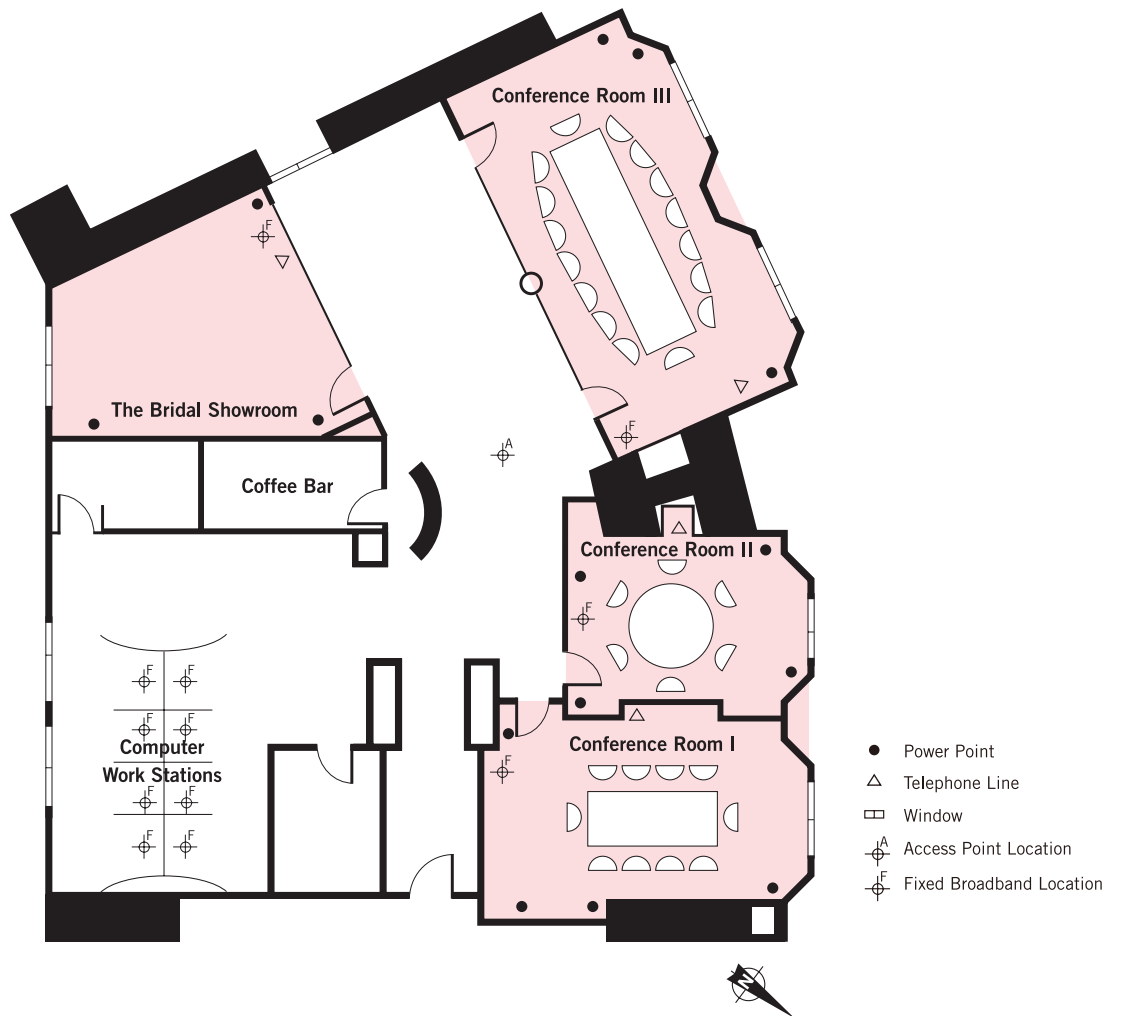 Conference Room III
F
The Bridal Showroom
F
A
Coffee Bar
Conference Room II
F
F F
F F
Computer
Work Stations
F F
F F
Conference Room I
F
Power Point
Telephone Line
Window
A
Access Point Location
F
Fixed Broadband Location
N